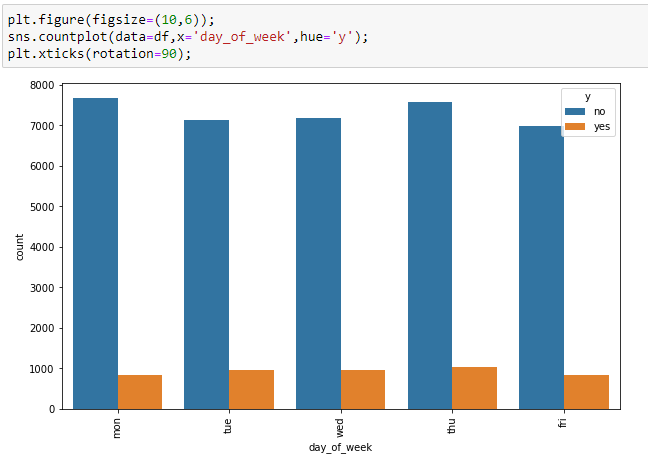 plt.figure(figsize=(10,6));
sns.countplot(data=df,x='day_of_week',hue='y');
plt.xticks(rotation=90);
8000
7000
6000
5000
4000
3000
2000
1000
0
count
y
no
yes
mon
tue
wed
thu
fri
day_of_week